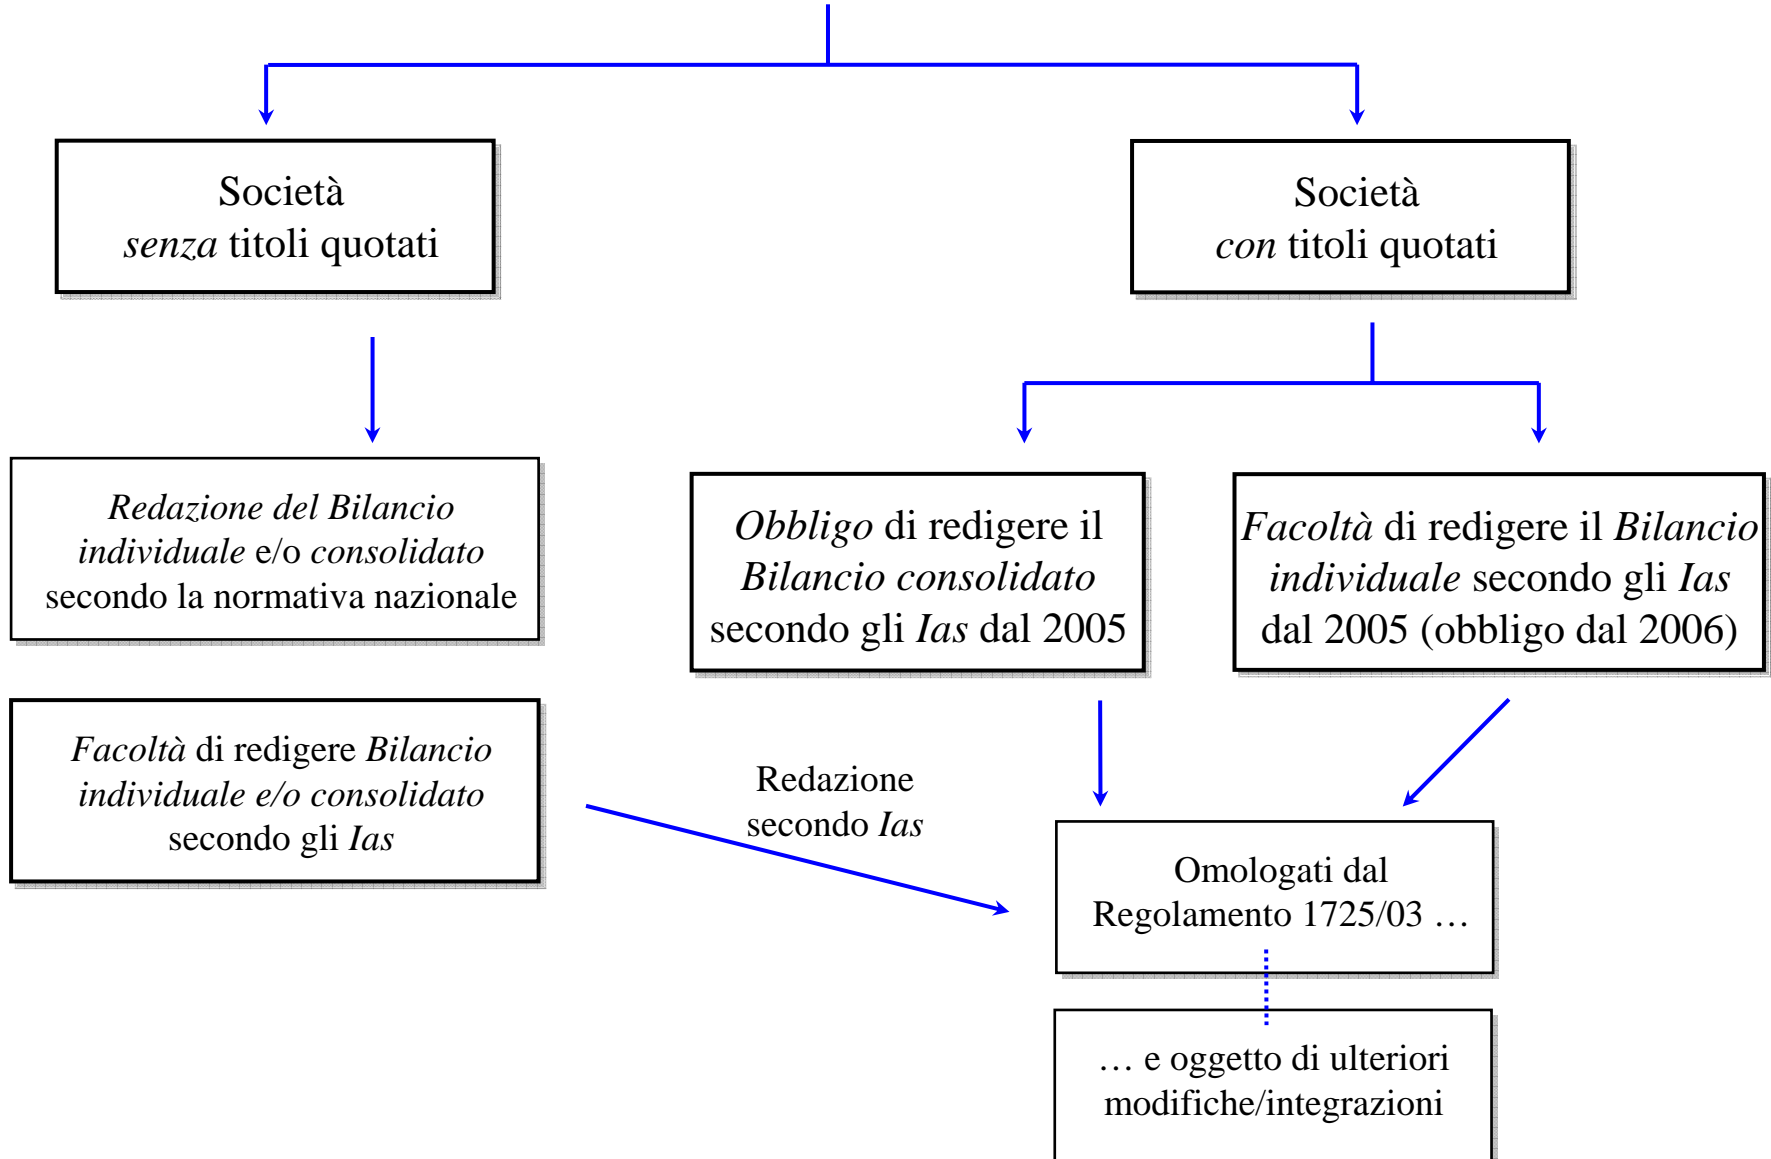 Società
senza titoli quotati
Società
con titoli quotati
Redazione del Bilancio
individuale e/o consolidato
secondo la normativa nazionale
Obbligo di redigere il
Bilancio consolidato
secondo gli Ias dal 2005
Facoltà di redigere il Bilancio
individuale secondo gli Ias
dal 2005 (obbligo dal 2006)
Facoltà di redigere Bilancio
individuale e/o consolidato
secondo gli Ias
Redazione
secondo Ias
Omologati dal
Regolamento 1725/03 …
… e oggetto di ulteriori
modifiche/integrazioni